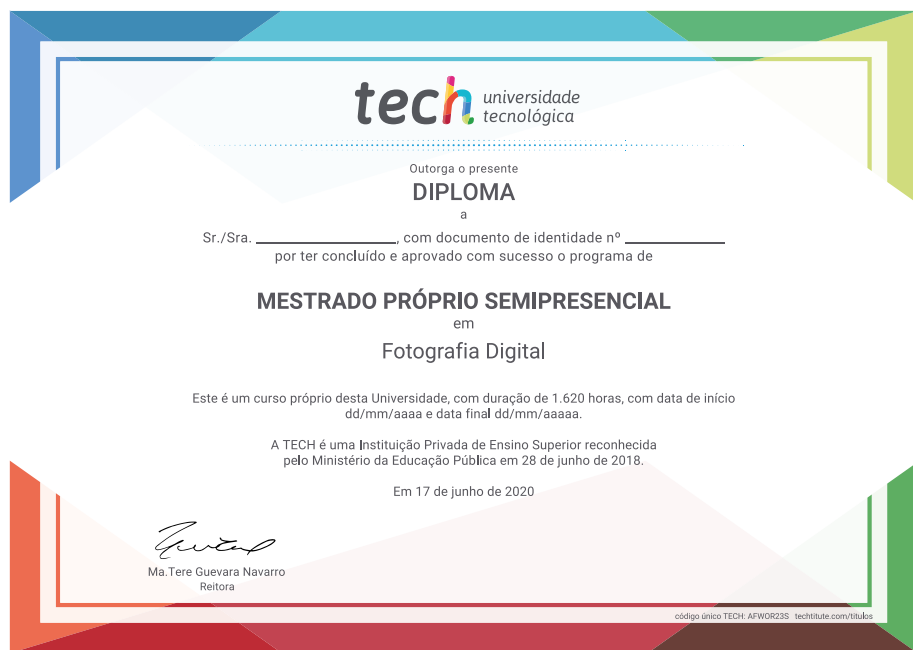 tech universidade
tecnológica
Outorga o presente
DIPLOMA
a
Sr./Sra. ____________, com documento de identidade nº ____________
por ter concluído e aprovado com sucesso o programa de
MESTRADO PRÓPRIO SEMIPRESENCIAL
em
Fotografia Digital
Este é um curso próprio desta Universidade, com duração de 1.620 horas, com data de início
dd/mm/aaaa e data final dd/mm/aaaaa.
A TECH é uma Instituição Privada de Ensino Superior reconhecida
pelo Ministério da Educação Pública em 28 de junho de 2018.
Em 17 de junho de 2020
Ma.Tere Guevara Navarro
Reitora
código único TECH: AFWOR23S techtitute.com/titulos